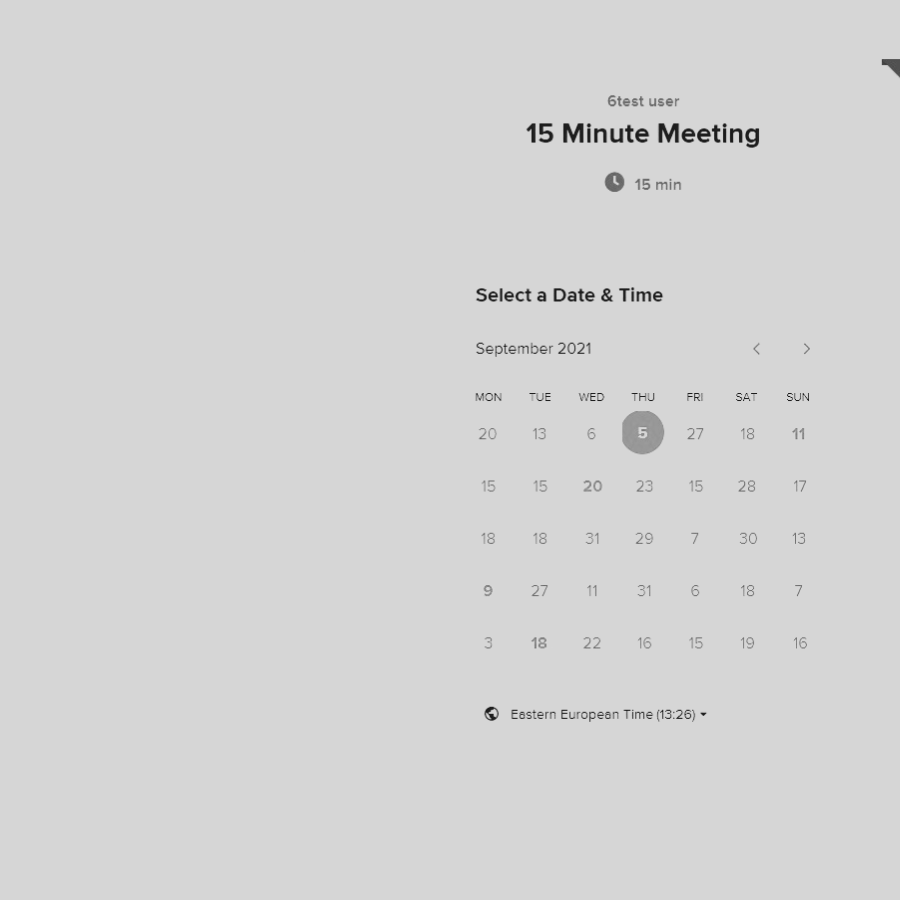 6test user
15 Minute Meeting
15 min
Select a Date & Time
September 2021
MON TUE WED THU FRI SAT SUN
20 13 6 5 27 18 11
15 15 20 23 15 28 17
18 18 31 29 7 30 13
9 27 11 31 6 18 7
3 18 22 16 15 19 16
Eastern European Time (13:26)